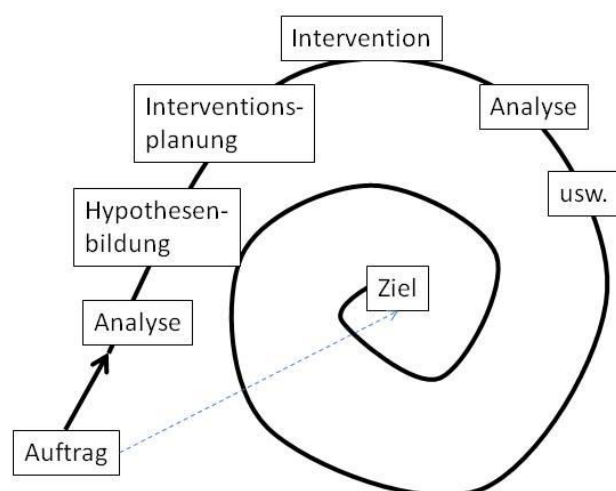 Intervention
Interventions-
planung
Analyse
usw.
Hypothesen-
bildung
Ziel
Analyse
Auftrag